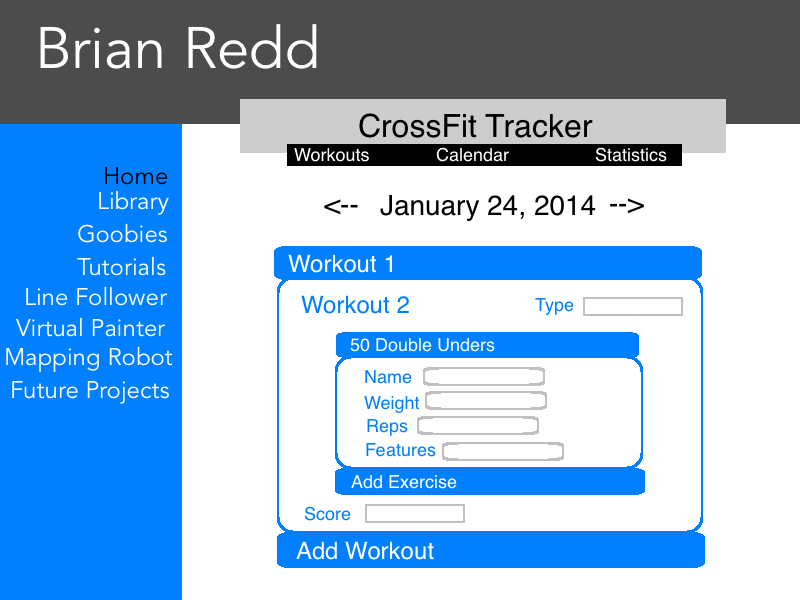 Brian Redd
CrossFit Tracker
Workouts Calendar Statistics
Home
Library
Goobies
Tutorials
Line Follower
Virtual Painter
Mapping Robot
Future Projects
<-- January 24, 2014 -->
Workout 1
Workout 2 Type
50 Double Unders
Name
Weight
Reps
Features
Add Exercise
Score
Add Workout